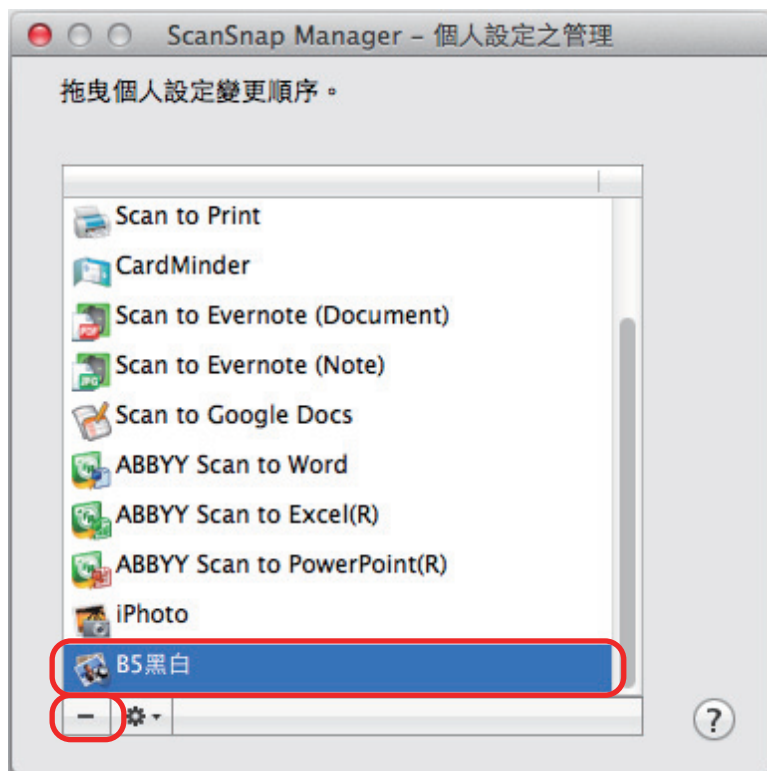 ScanSnap Manager – 個人設定之管理
拖曳個人設定變更順序。
Scan to Print
CardMinder
Scan to Evernote (Document)
Scan to Evernote (Note)
Scan to Google Docs
ABBYY Scan to Word
ABBYY Scan to Excel(R)
ABBYY Scan to PowerPoint(R)
iPhoto
B5黑白
?